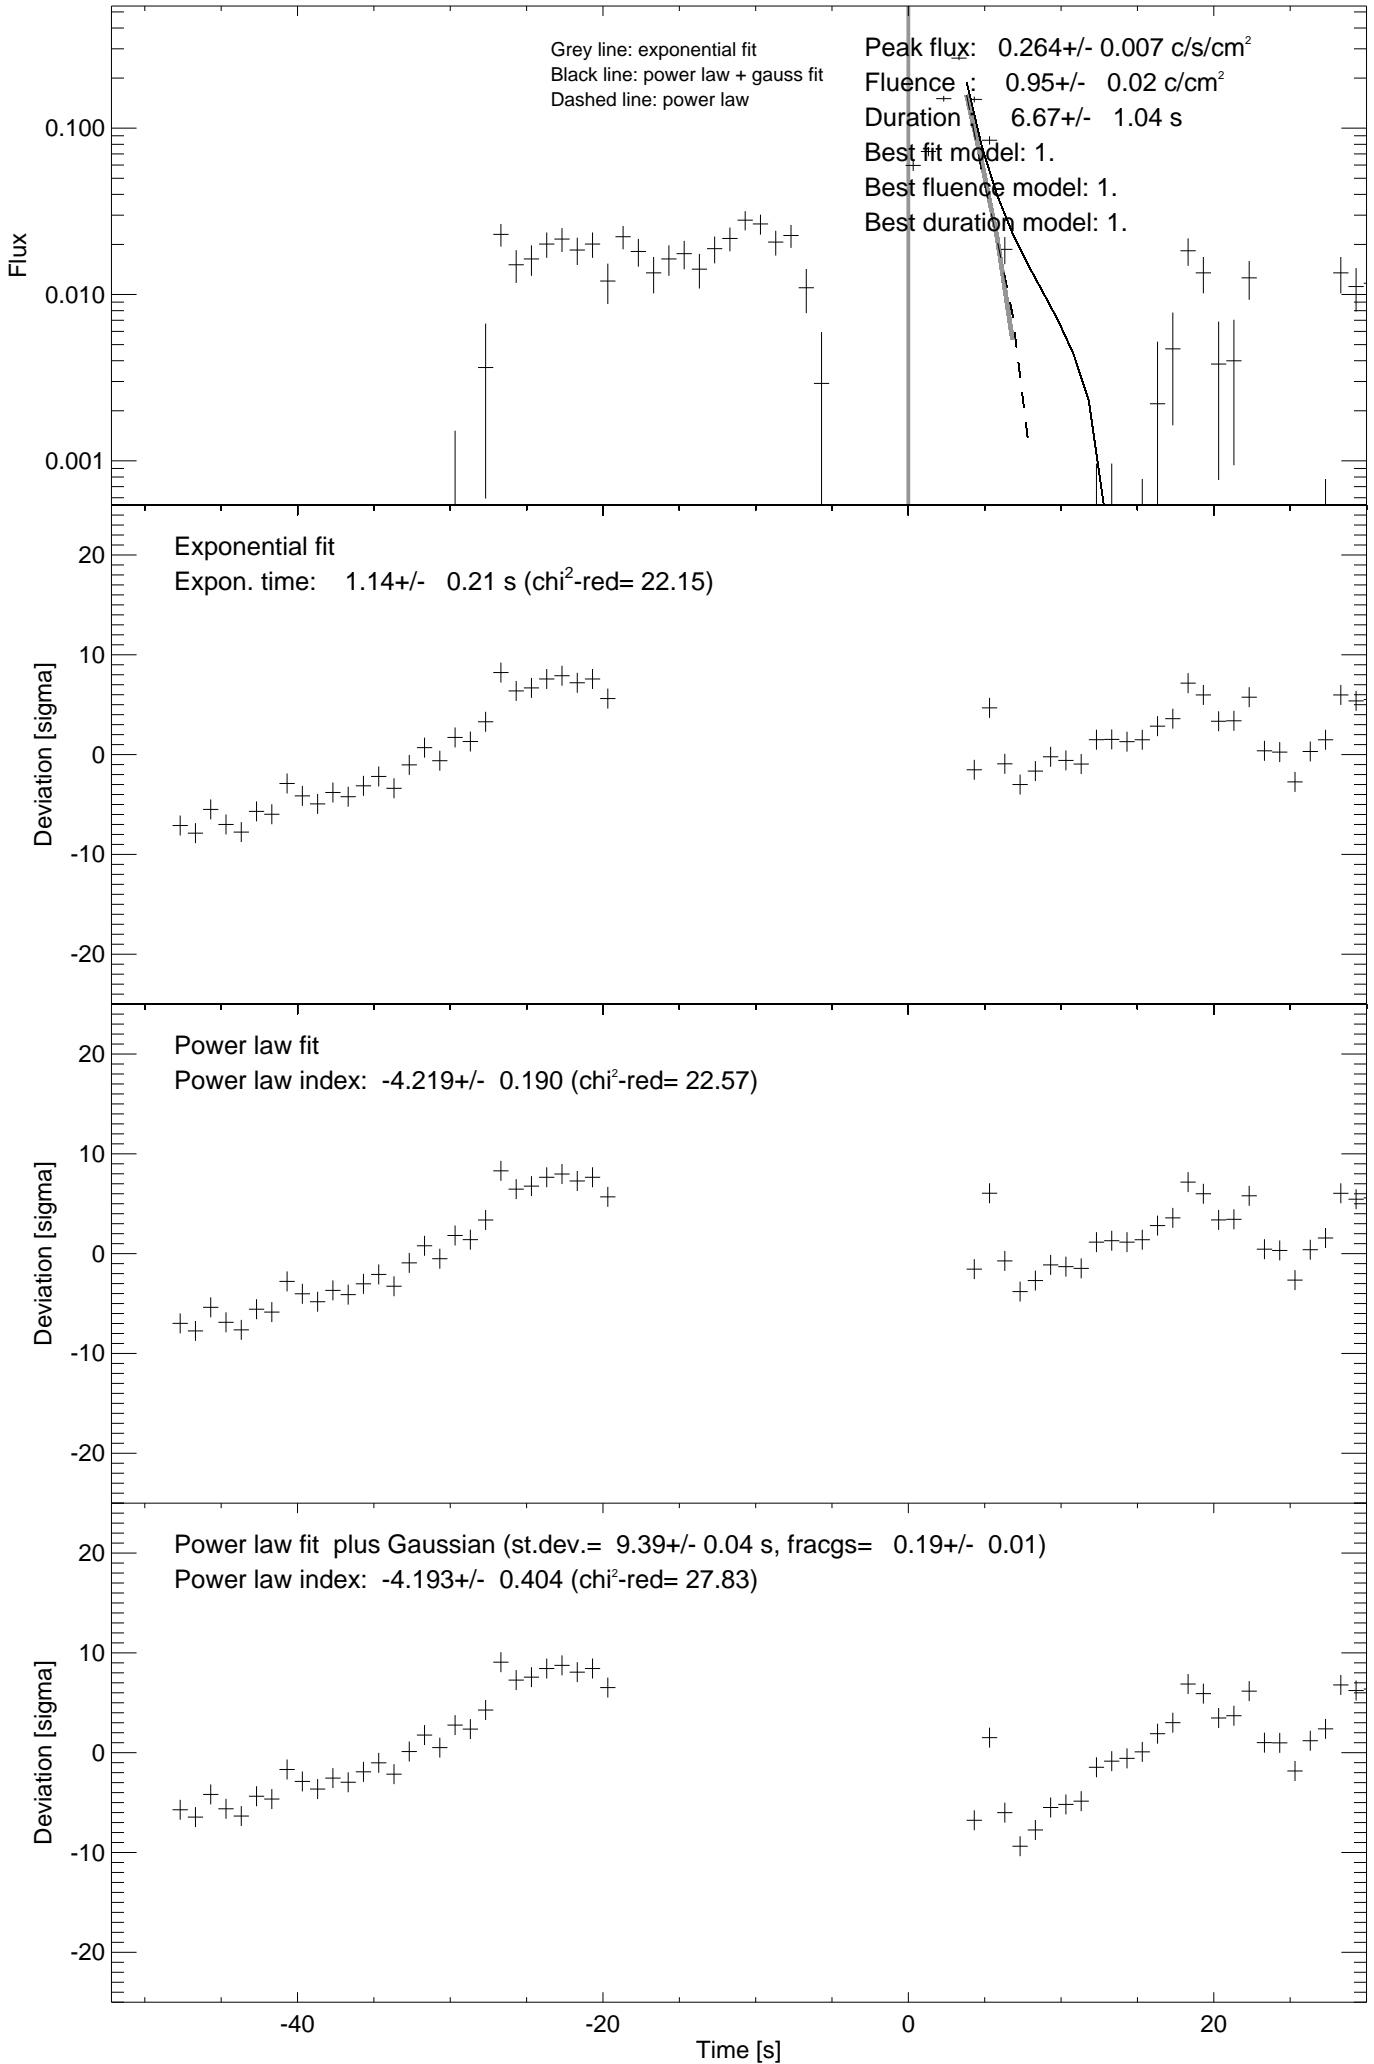 Grey line: exponential fit
Black line: power law + gauss fit
Dashed line: power law
Peak flux: 0.264+/- 0.007 c/s/cm²
Fluence : 0.95+/- 0.02 c/cm²
Duration : 6.67+/- 1.04 s
Best fit model: 1.
Best fluence model: 1.
Best duration model: 1.
0.100
0.010
0.001
Flux
Exponential fit
Expon. time: 1.14+/- 0.21 s (chi²-red= 22.15)
20
10
0
-10
-20
Deviation [sigma]
Power law fit
Power law index: -4.219+/- 0.190 (chi²-red= 22.57)
20
10
0
-10
-20
Deviation [sigma]
Power law fit plus Gaussian (st.dev.= 9.39+/- 0.04 s, fracgs= 0.19+/- 0.01)
Power law index: -4.193+/- 0.404 (chi²-red= 27.83)
20
10
0
-10
-20
Deviation [sigma]
-40 -20 0 20
Time [s]